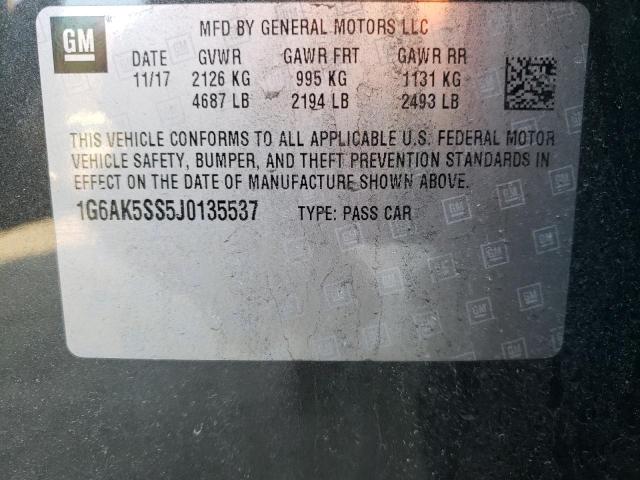 GM
MFD BY GENERAL MOTORS LLC
DATE GVWR GAWR FRT GAWR RR
11/17 2126 KG 995 KG 1131 KG
4687 LB 2194 LB 2493 LB
THIS VEHICLE CONFORMS TO ALL APPLICABLE U.S. FEDERAL MOTOR
VEHICLE SAFETY, BUMPER, AND THEFT PREVENTION STANDARDS IN
EFFECT ON THE DATE OF MANUFACTURE SHOWN ABOVE.
1G6AK5SS5J0135537 TYPE: PASS CAR